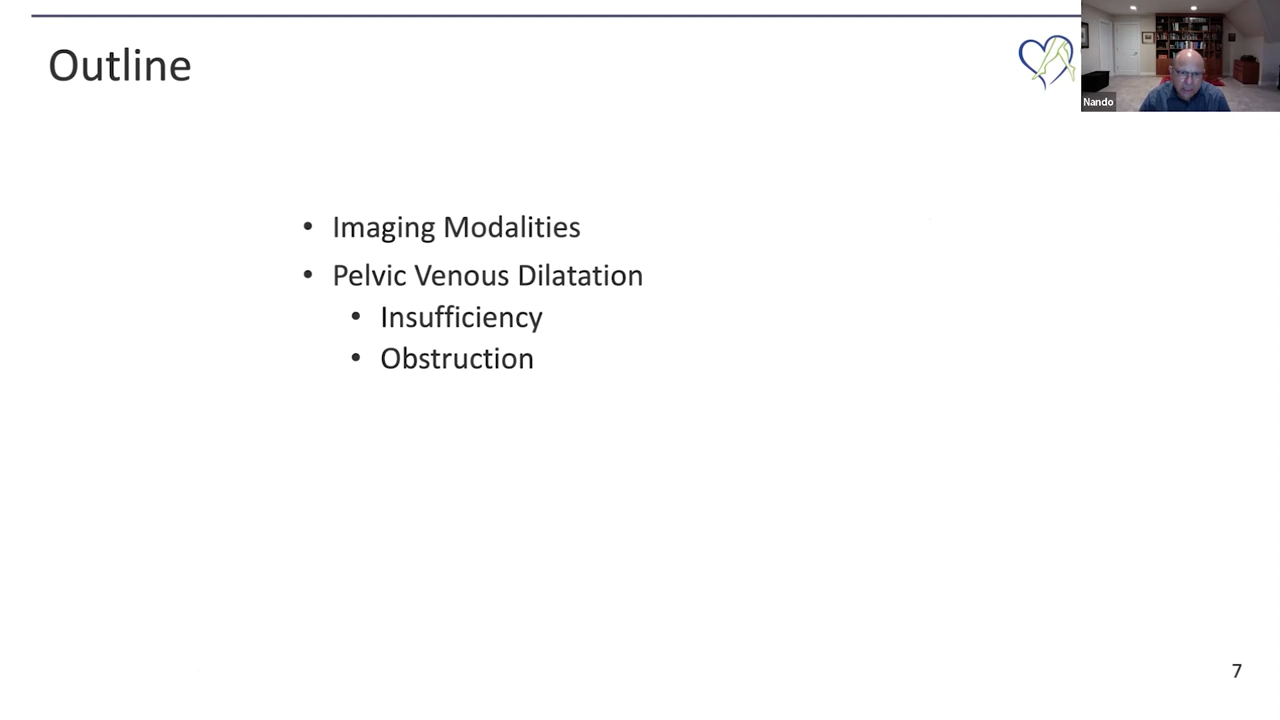 Outline
Nando
• Imaging Modalities
• Pelvic Venous Dilatation
• Insufficiency
• Obstruction
7